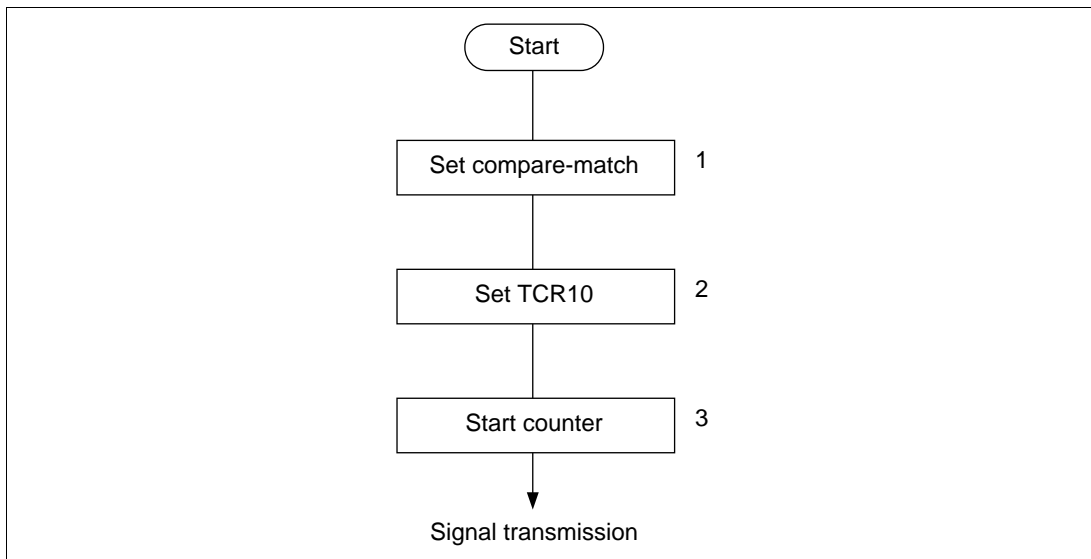 Start
Set compare-match
1
Set TCR10
2
Start counter
3
Signal transmission